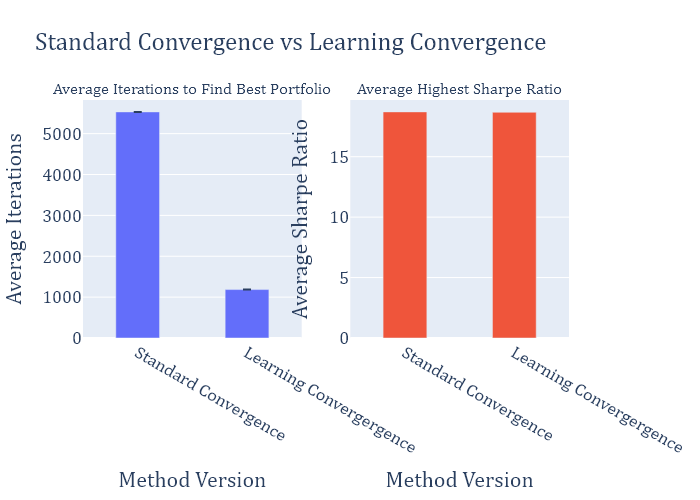 Standard Convergence vs Learning Convergence
Average Iterations to Find Best Portfolio
Average Highest Sharpe Ratio
Average Iterations
5000
4000
3000
2000
1000
0
Standard Convergence
Learning Convergergence
Method Version
Average Sharpe Ratio
15
10
5
0
Standard Convergence
Learning Convergergence
Method Version